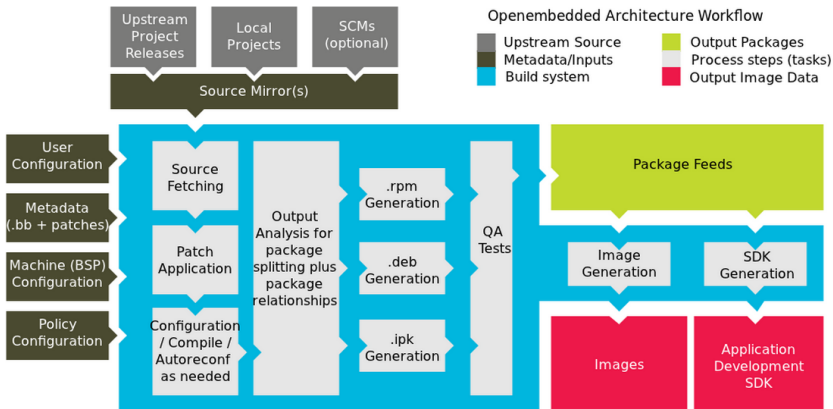 Openembedded Architecture Workflow
Upstream Source
Metadata/Inputs
Build system
Output Packages
Process steps (tasks)
Output Image Data
Upstream
Project
Releases
Local
Projects
SCMs
(optional)
Source Mirror(s)
User
Configuration
Metadata
(.bb + patches)
Machine (BSP)
Configuration
Policy
Configuration
Source
Fetching
Patch
Application
Configuration
/ Compile /
Autoreconf
as needed
Output
Analysis for
package
splitting plus
package
relationships
.rpm
Generation
.deb
Generation
.ipk
Generation
QA
Tests
Package Feeds
Image
Generation
SDK
Generation
Images
Application
Development
SDK